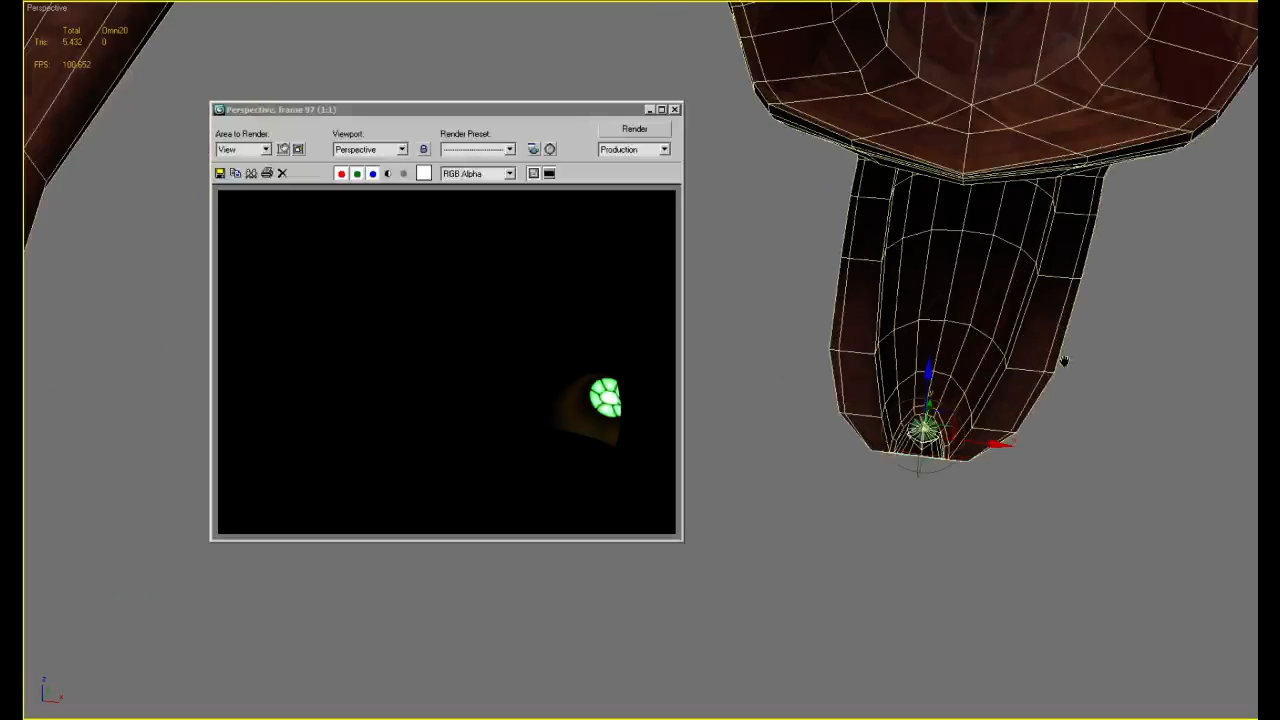 Perspective
Total Omni20
Tris: 5.432 0
FPS: 100.652
Perspective, frame 97 (1:1)
Area to Render: Viewport: Render Preset: Render
View Perspective Production
RGB Alpha
z
x